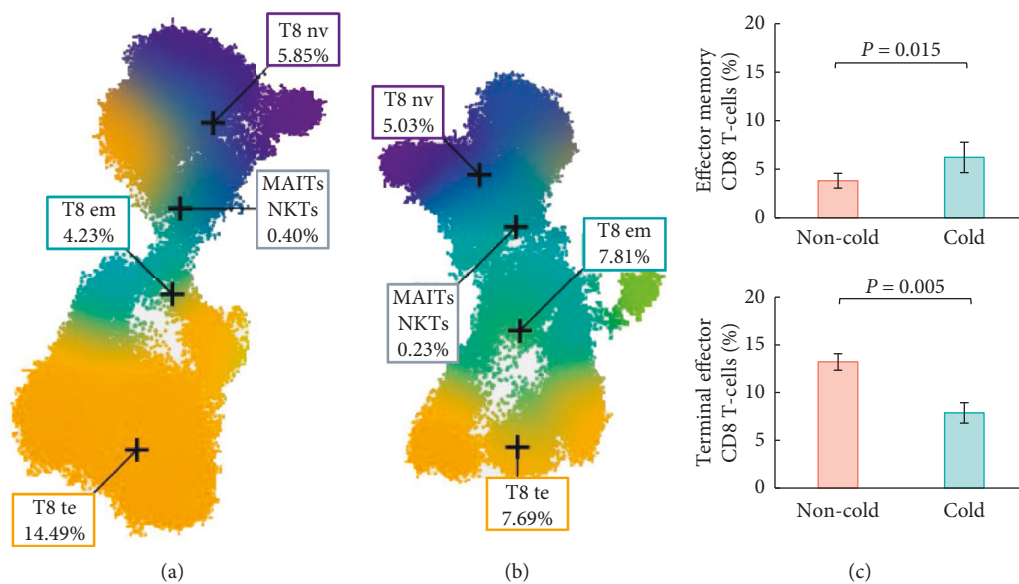 T8 nv
5.85%
MAITs
NKTs
0.40%
T8 em
4.23%
T8 te
14.49%
(a)
T8 nv
5.03%
T8 em
7.81%
MAITs
NKTs
0.23%
T8 te
7.69%
(b)
Effector memory
CD8 T-cells (%)
20
15
10
5
0
P = 0.015
Non-cold
Cold
Terminal effector
CD8 T-cells (%)
20
15
10
5
0
P = 0.005
Non-cold
Cold
(c)